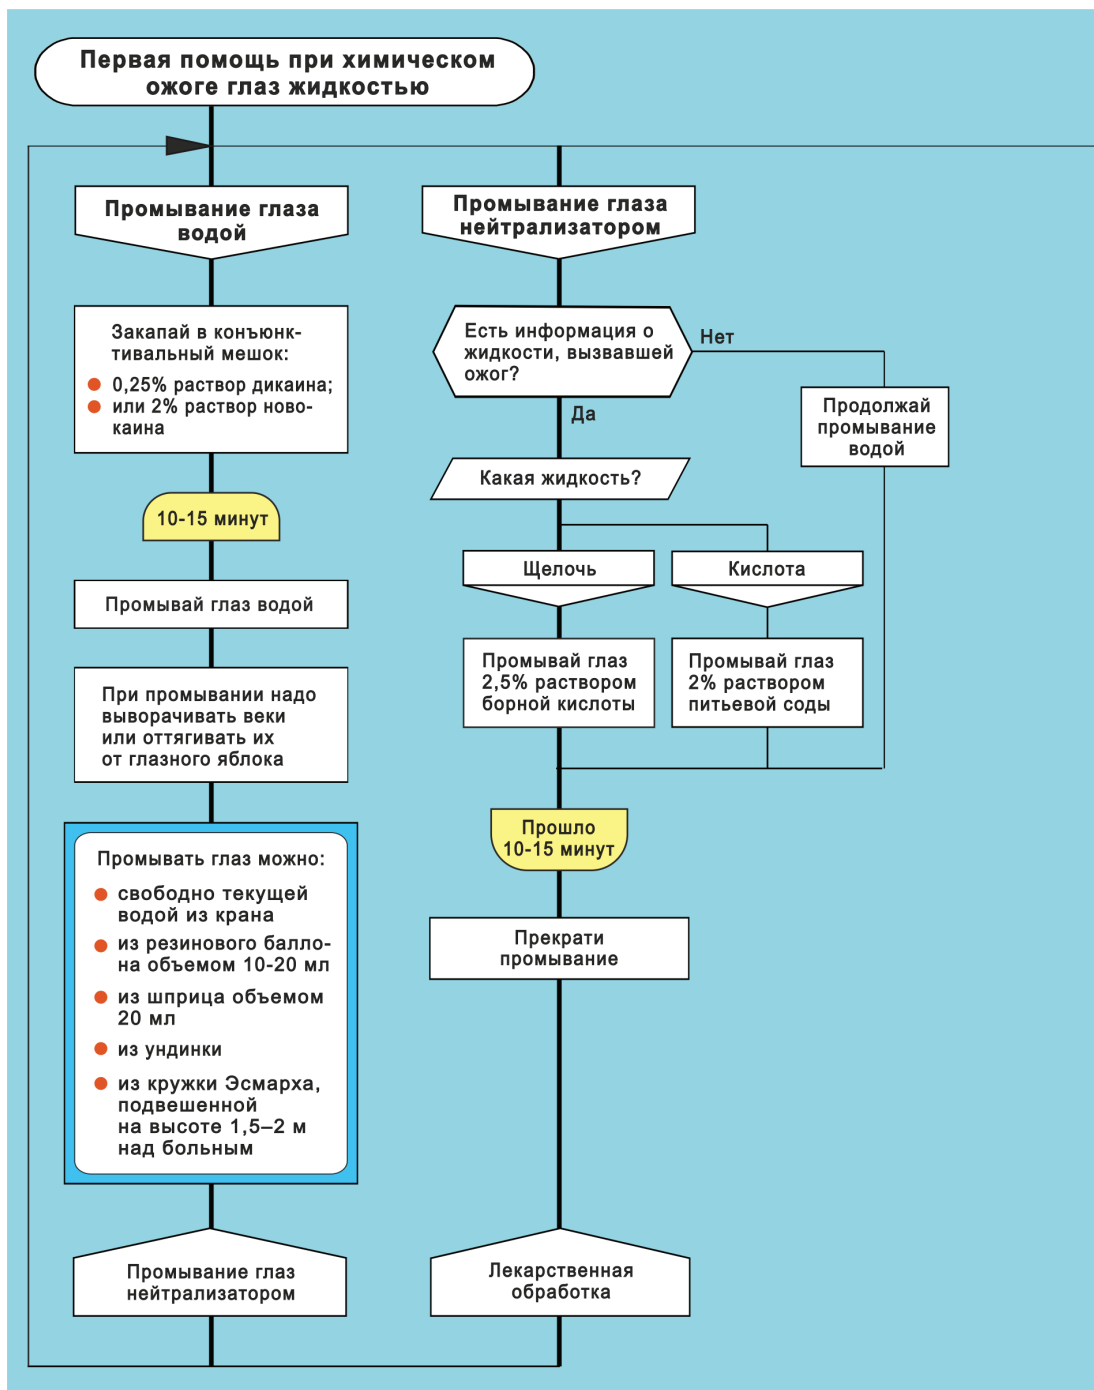 Первая помощь при химическом
ожоге глаз жидкостью
Промывание глаза
водой
Закапай в конъюнк-
тивальный мешок:
0,25% раствор дикаина;
или 2% раствор ново-
каина
10-15 минут
Промывай глаз водой
При промывании надо
выворачивать веки
или оттягивать их
от глазного яблока
Промывать глаз можно:
свободно текущей
водой из крана
из резинового балло-
на объемом 10-20 мл
из шприца объемом
20 мл
из ундинки
из кружки Эсмарха,
подвешенной
на высоте 1,5–2 м
над больным
Промывание глаз
нейтрализатором
Промывание глаза
нейтрализатором
Есть информация о
жидкости, вызвавшей
ожог?
Нет
Да
Продолжай
промывание
водой
Какая жидкость?
Щелочь
Кислота
Промывай глаз
2,5% раствором
борной кислоты
Промывай глаз
2% раствором
питьевой соды
Прошло
10-15 минут
Прекрати
промывание
Лекарственная
обработка